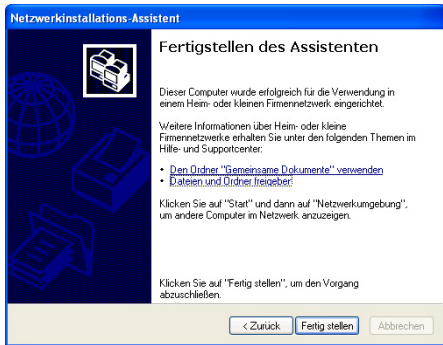 Netzwerkinstallations-Assistent
Fertigstellen des Assistenten
Dieser Computer wurde erfolgreich für die Verwendung in
einem Heim- oder kleinen Firmennetzwerk eingerichtet.
Weitere Informationen über Heim- oder kleine
Firmennetzwerke erhalten Sie unter den folgenden Themen im
Hilfe- und Supportcenter:
• Den Ordner "Gemeinsame Dokumente" verwenden
• Dateien und Ordner freigeben
Klicken Sie auf "Start" und dann auf "Netzwerkumgebung",
um andere Computer im Netzwerk anzuzeigen.
Klicken Sie auf "Fertig stellen", um den Vorgang
abzuschließen.
< Zurück Fertig stellen Abbrechen